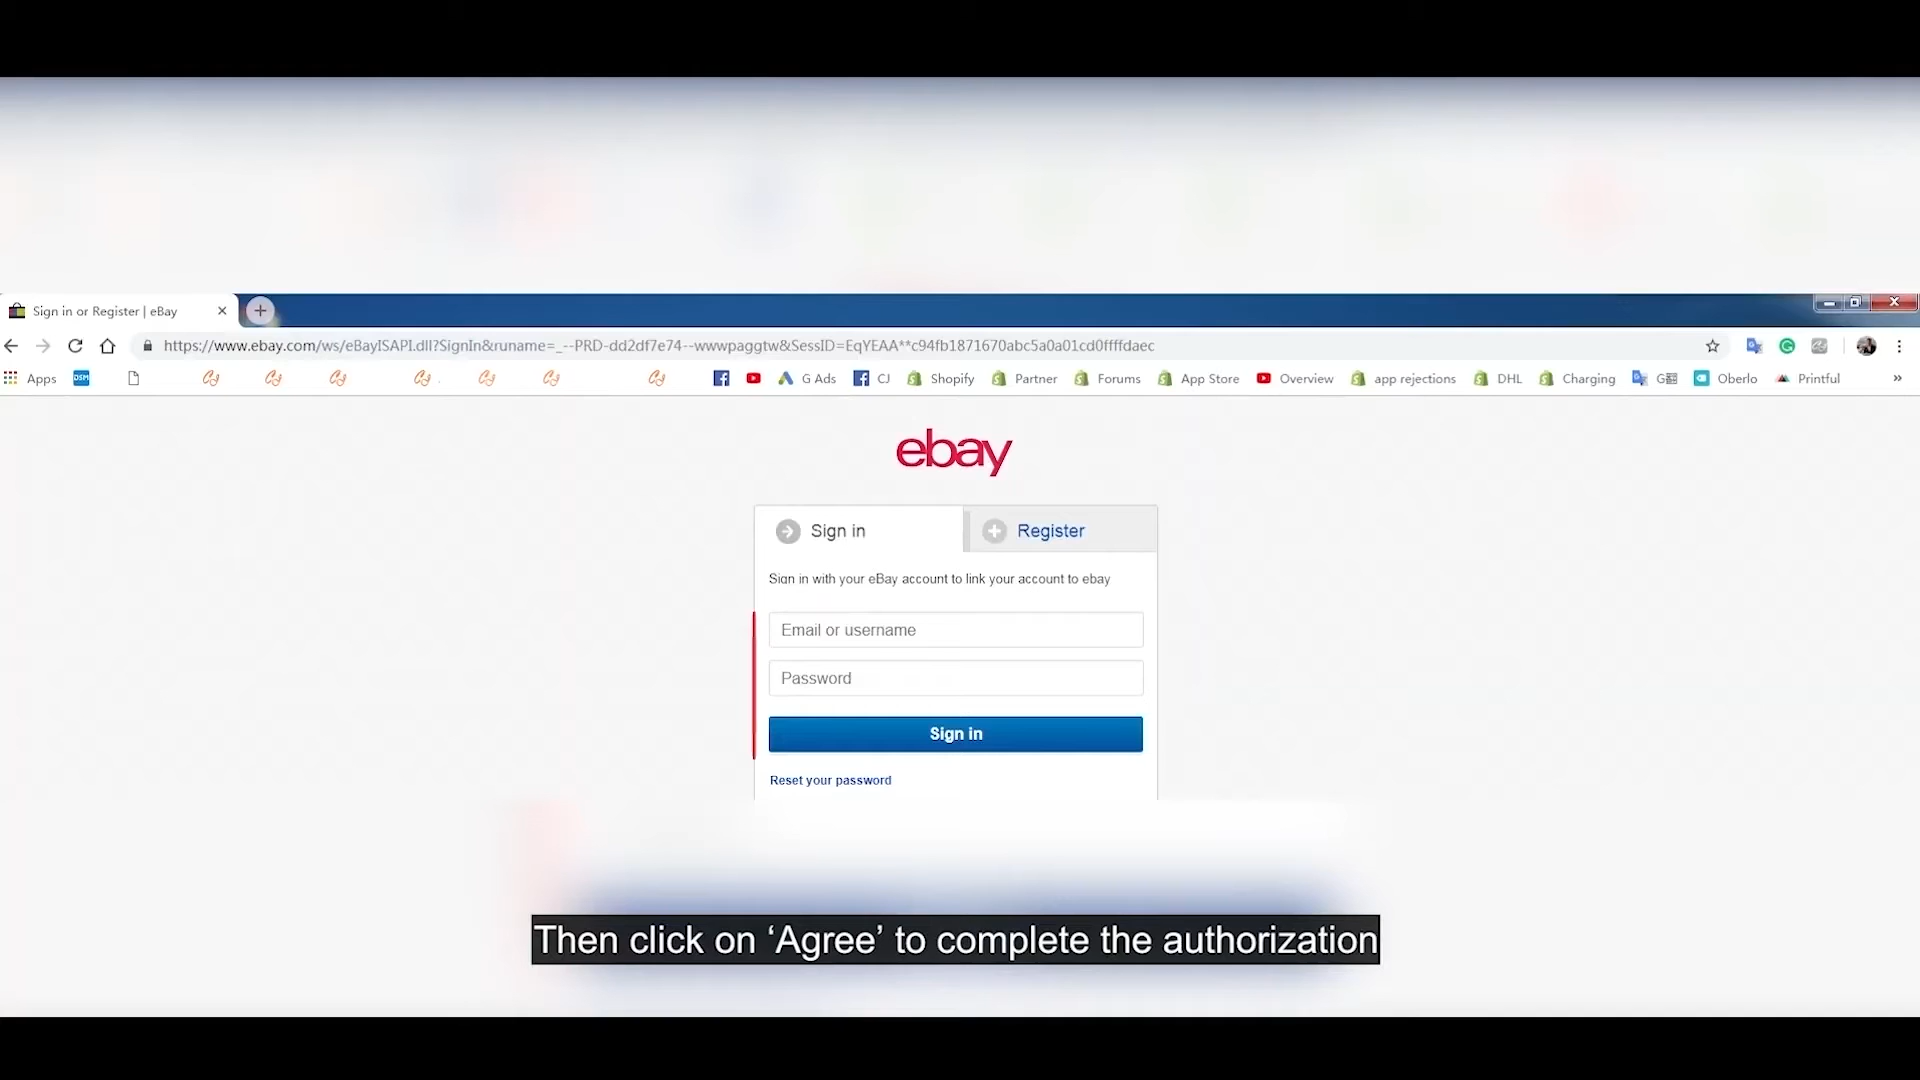 Sign in or Register | eBay
https://www.ebay.com/ws/eBayISAPI.dll?SignIn&runame=_--PRD-dd2df7e74--wwwpaggtw&SessID=EqYEAA**c94fb1871670abc5a0a01cd0ffffdaec
Apps DSM G Ads CJ Shopify Partner Forums App Store Overview app rejections DHL Charging Oberlo Printful »
ebay
Sign in Register
Sign in with your eBay account to link your account to ebay
Email or username
Password
Sign in
Reset your password
Then click on ‘Agree’ to complete the authorization